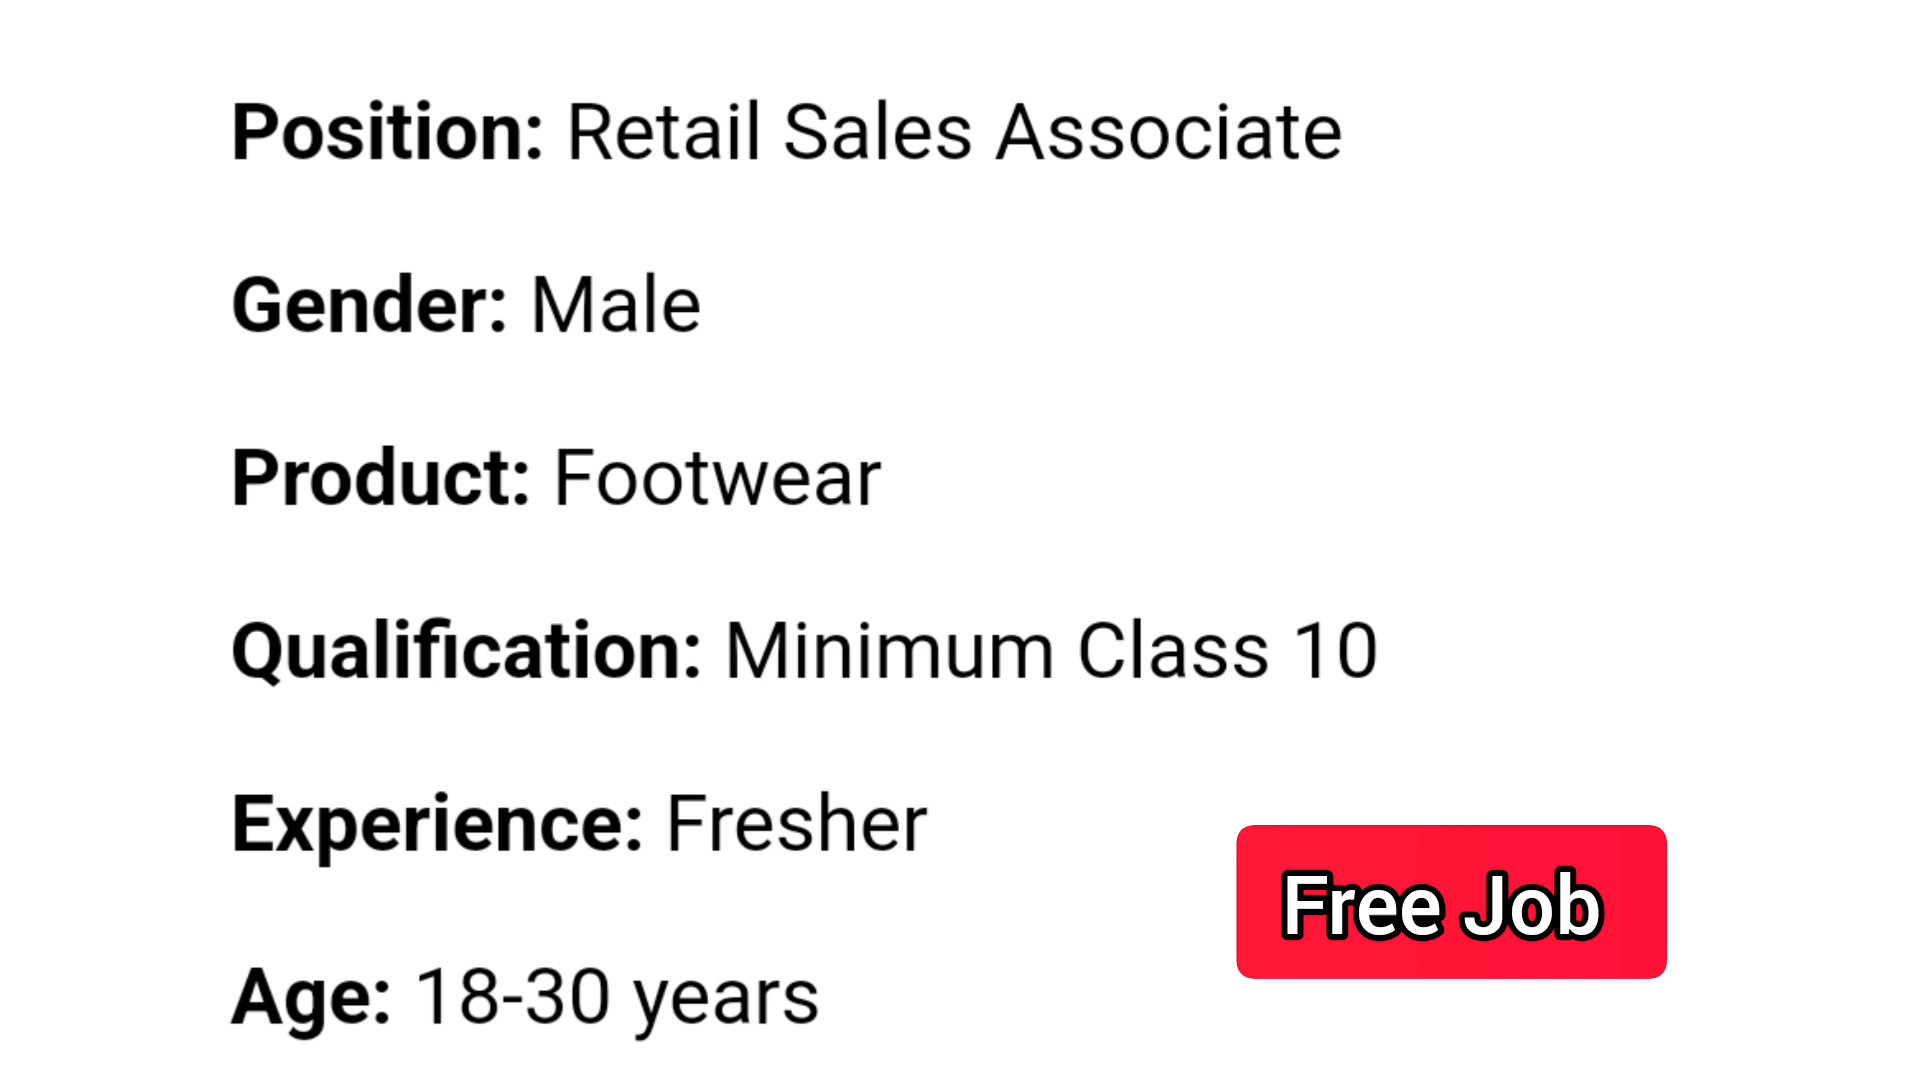 Position: Retail Sales Associate
Gender: Male
Product: Footwear
Qualification: Minimum Class 10
Experience: Fresher
Free Job
Age: 18-30 years